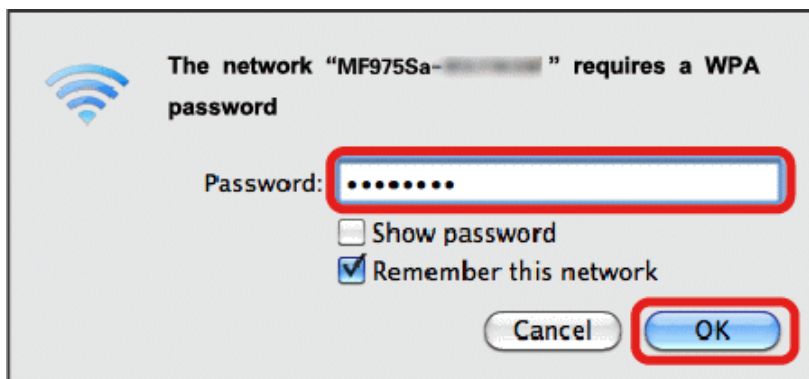 The network “MF975Sa- ” requires a WPA
password
Password: ••••••••
Show password
Remember this network
Cancel OK